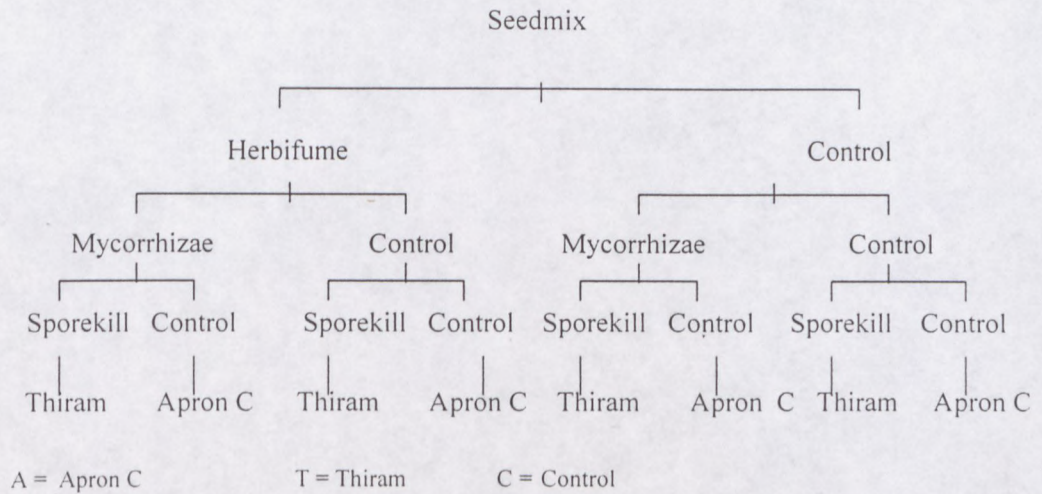 Seedmix
Herbifume Control
Mycorrhizae Control Mycorrhizae Control
Sporekill Control Sporekill Control Sporekill Control Sporekill Control
Thiram Apron C Thiram Apron C Thiram Apron C Thiram Apron C
A = Apron C T = Thiram C = Control